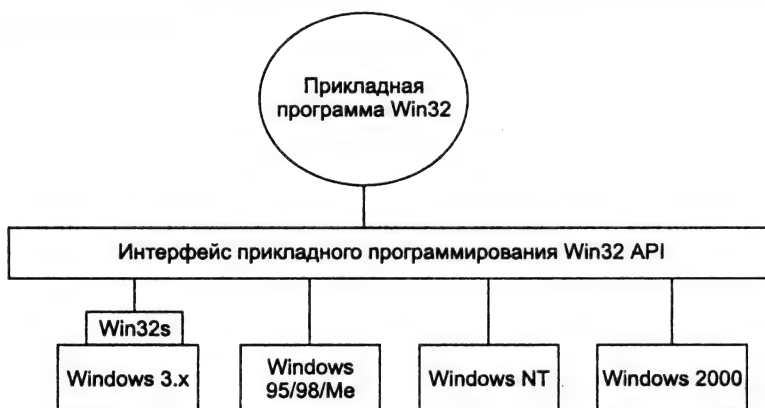 Прикладная
программа Win32
Интерфейс прикладного программирования Win32 API
Win32s
Windows 3.x
Windows
95/98/Me
Windows NT
Windows 2000